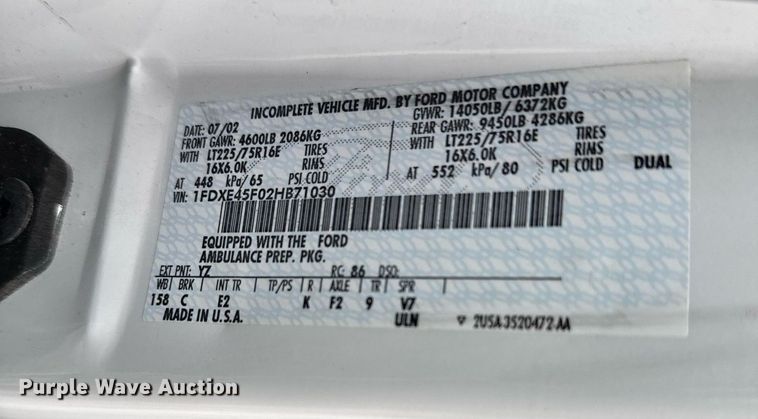 INCOMPLETE VEHICLE MFD. BY FORD MOTOR COMPANY
DATE: 07/02 GVWR: 14050LB/ 6372KG
FRONT GAWR: 4600LB 2086KG REAR GAWR: 9450LB 4286KG
WITH LT225/75R16E TIRES WITH LT225/75R16E TIRES
16X6.0K RIMS 16X6.0K RIMS
AT 448 kPa/65 PSI COLD AT 552 kPa/80 PSI COLD DUAL
VIN: 1FDXE45F02HB71030
EQUIPPED WITH THE FORD
AMBULANCE PREP. PKG.
EXT PNT: YZ RC: 86 DSO:
WB BRK INT TR TP/PS R AXLE TR SPR
158 C E2 K F2 9 V7
MADE IN U.S.A. ULN 2USA-3520472-AA
Purple Wave Auction